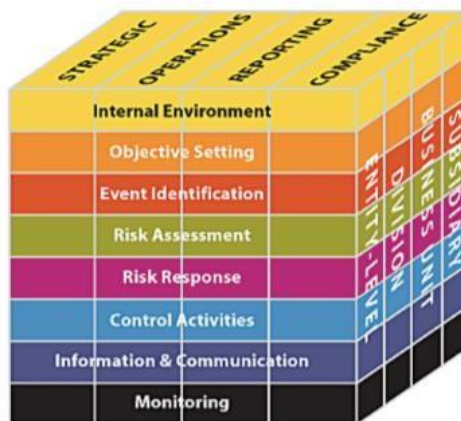 STRATEGIC
OPERATIONS
REPORTING
COMPLIANCE
Internal Environment
Objective Setting
Event Identification
Risk Assessment
Risk Response
Control Activities
Information & Communication
Monitoring
ENTITY-LEVEL
DIVISION
BUSINESS UNIT
SUBSIDIARY